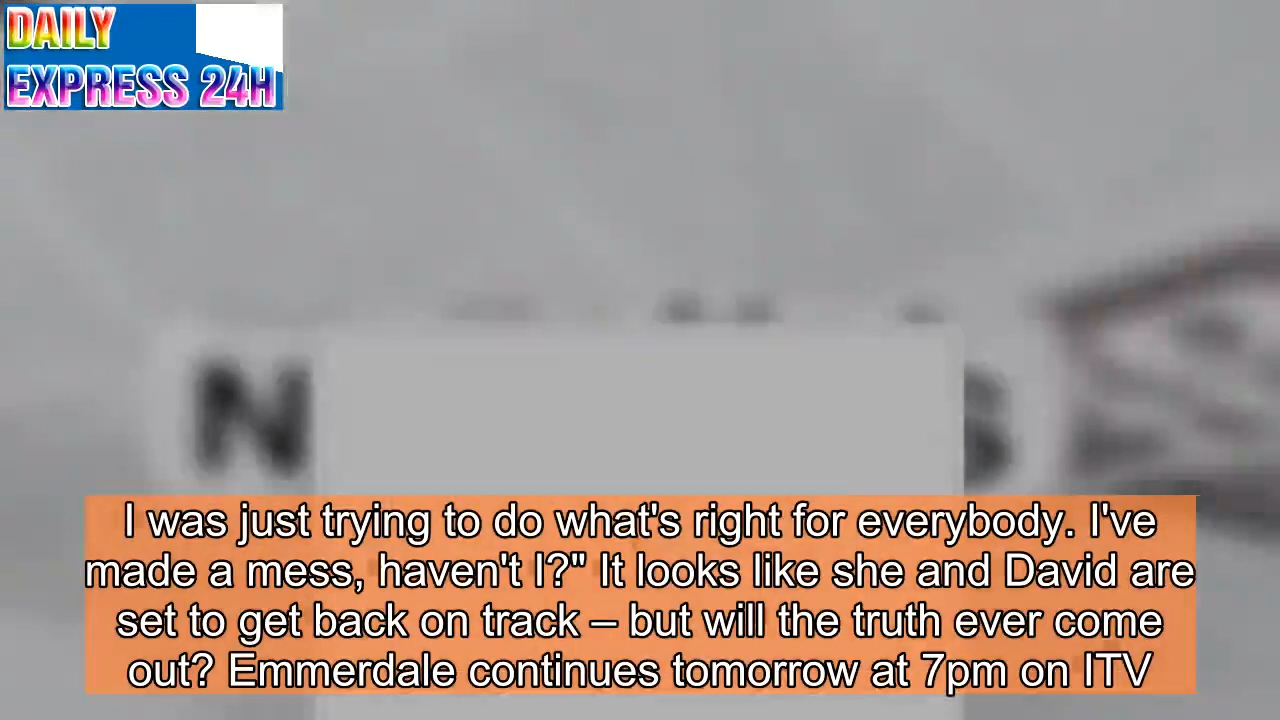 DAILY
EXPRESS 24H
N
I was just trying to do what's right for everybody. I've
made a mess, haven't I?" It looks like she and David are
set to get back on track – but will the truth ever come
out? Emmerdale continues tomorrow at 7pm on ITV